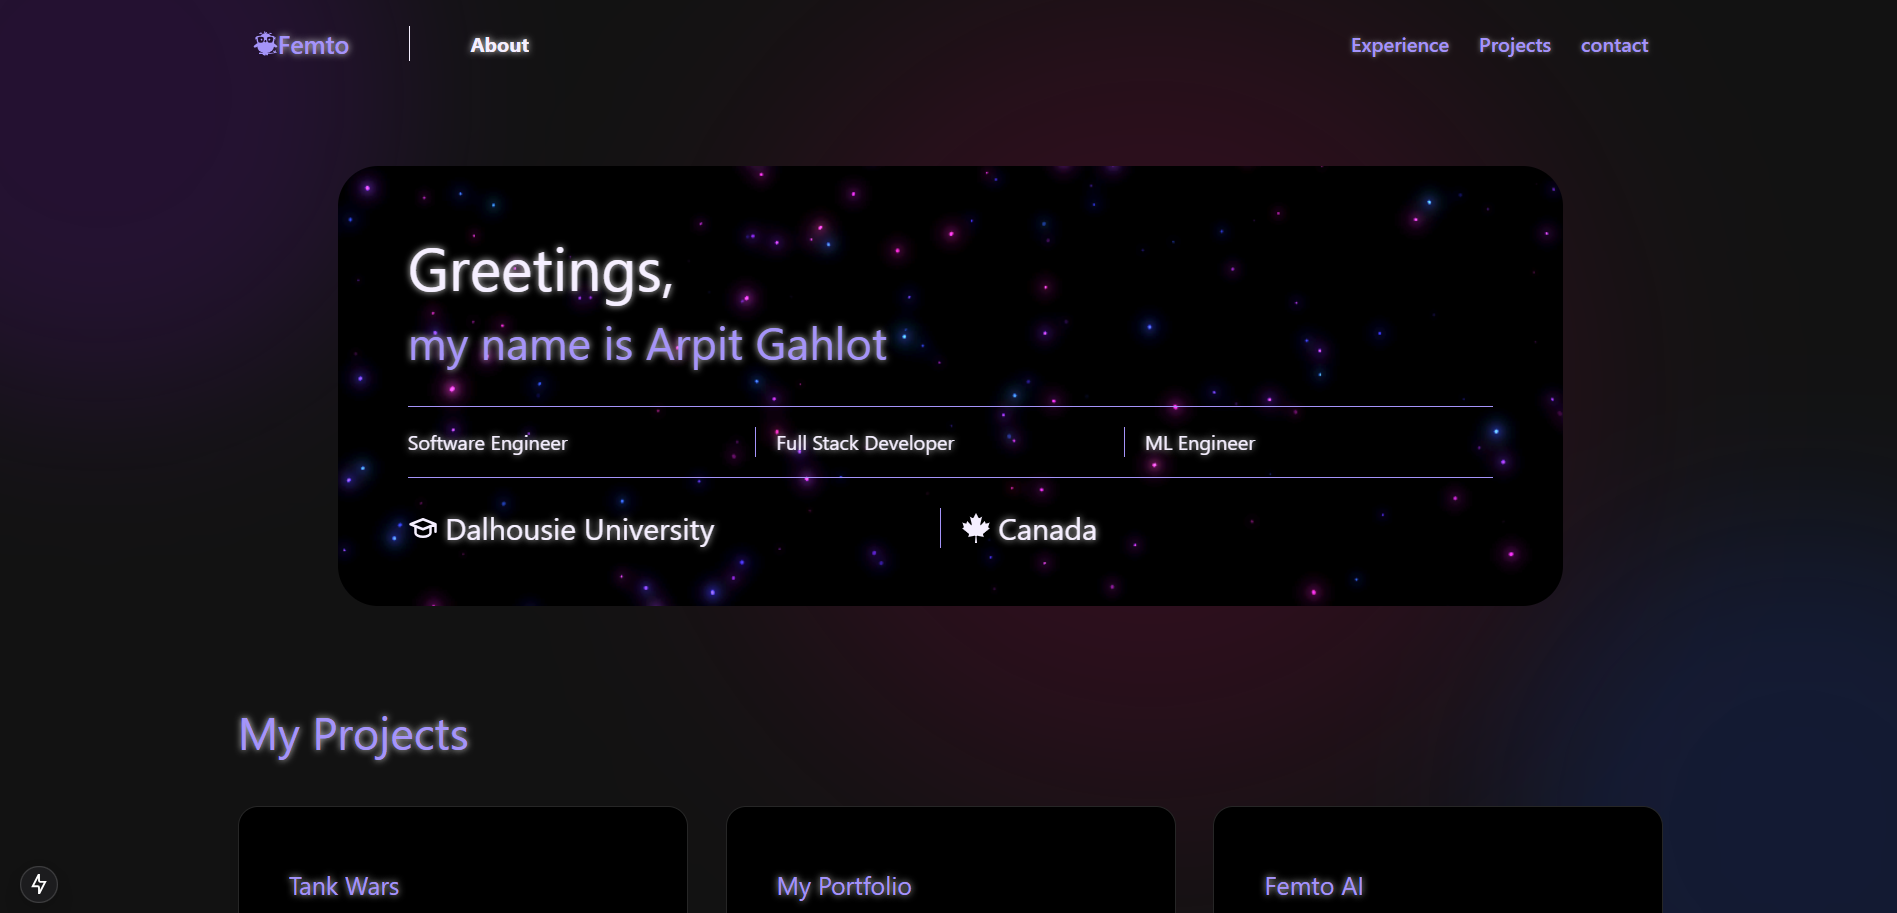 Femto About Experience Projects contact
Greetings,
my name is Arpit Gahlot
Software Engineer Full Stack Developer ML Engineer
Dalhousie University Canada
My Projects
Tank Wars My Portfolio Femto AI